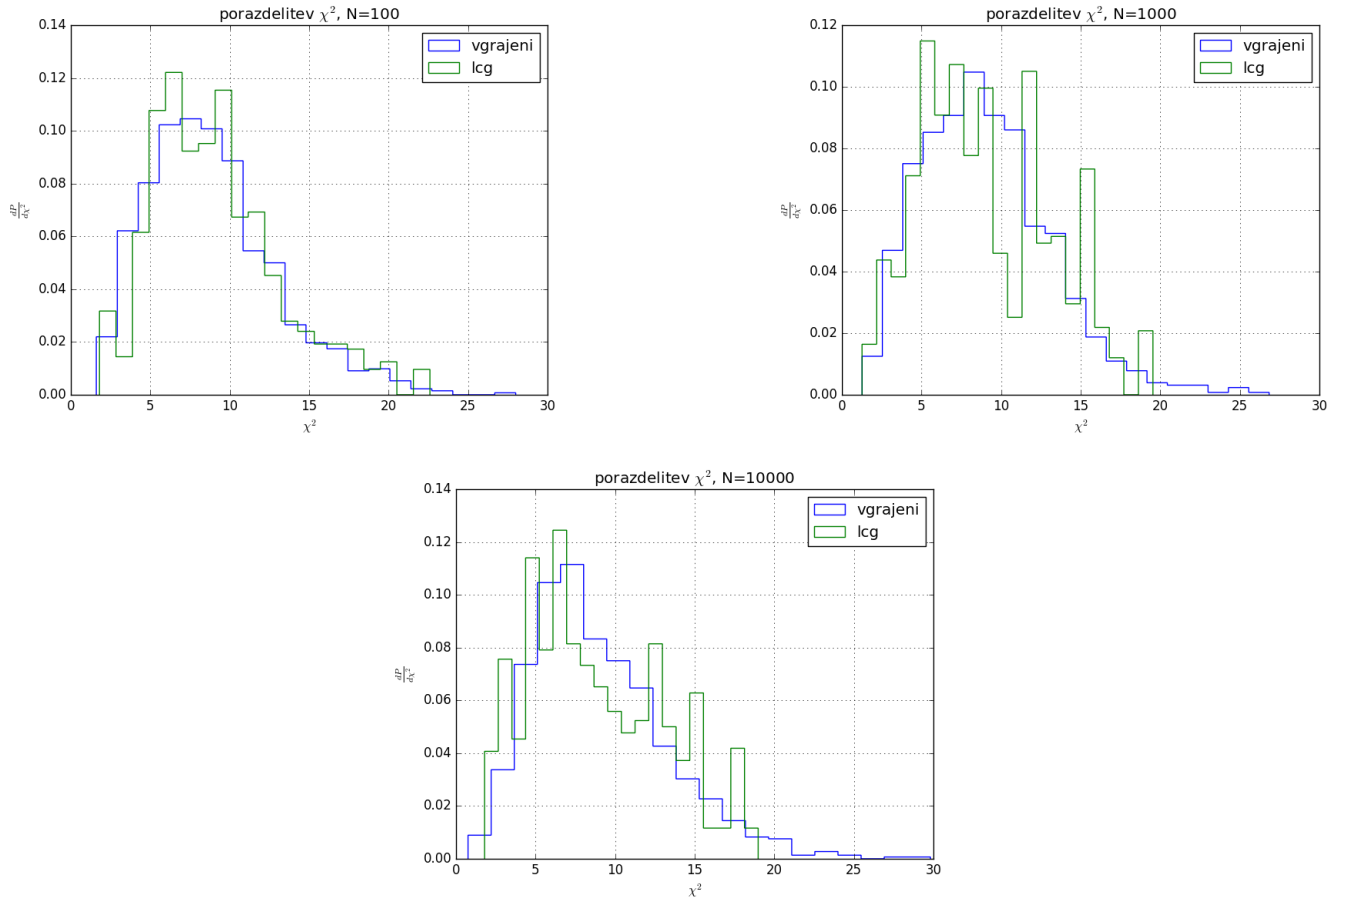 porazdelitev χ², N=100
0.14
0.12
0.10
0.08
0.06
0.04
0.02
0.00
0 5 10 15 20 25 30
dP/dχ²
χ²
vgrajeni
lcg
porazdelitev χ², N=1000
0.12
0.10
0.08
0.06
0.04
0.02
0.00
0 5 10 15 20 25 30
dP/dχ²
χ²
vgrajeni
lcg
porazdelitev χ², N=10000
0.14
0.12
0.10
0.08
0.06
0.04
0.02
0.00
0 5 10 15 20 25 30
dP/dχ²
χ²
vgrajeni
lcg